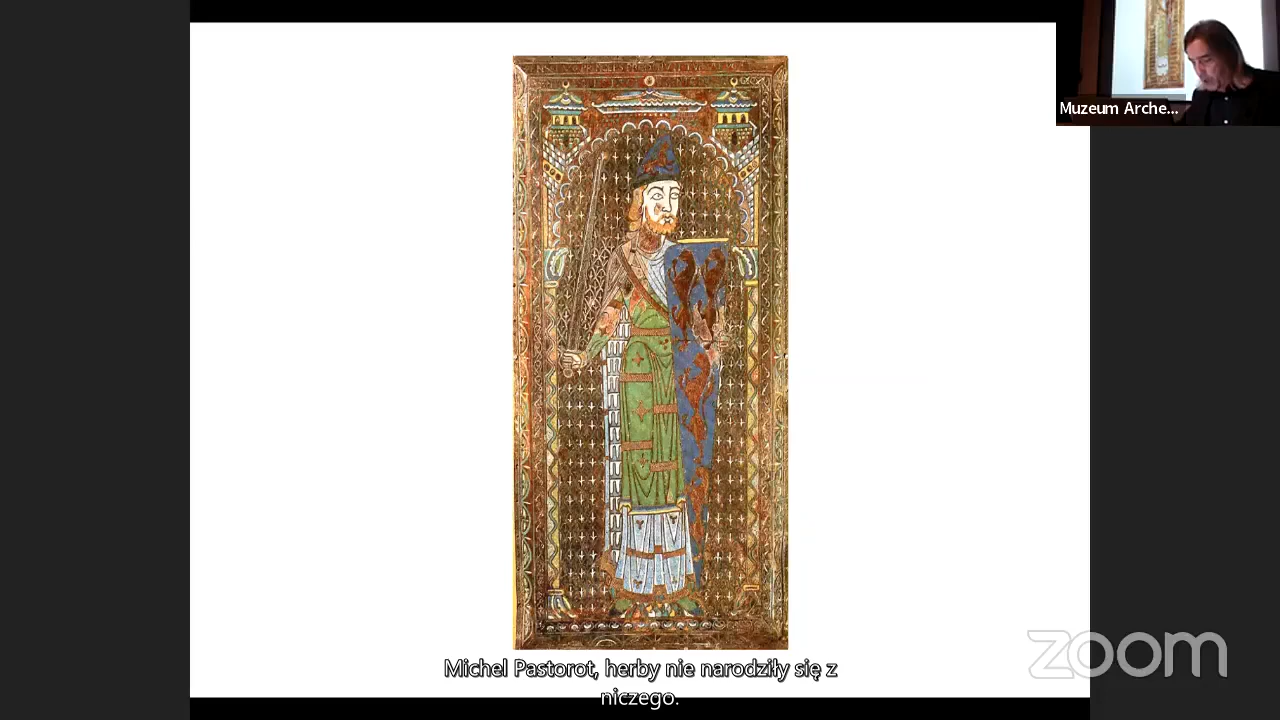 Muzeum Arche...
zoom
Michel Pastorot, herby nie narodziły się z
niczego.